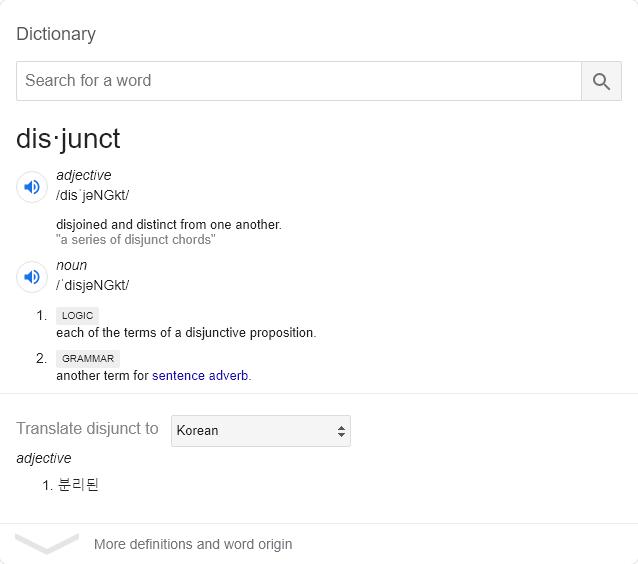 Dictionary
Search for a word
dis·junct
adjective
/disˈjəNGkt/
disjoined and distinct from one another.
"a series of disjunct chords"
noun
/ˈdisjəNGkt/
1. LOGIC
each of the terms of a disjunctive proposition.
2. GRAMMAR
another term for sentence adverb.
Translate disjunct to Korean
adjective
1. 분리된
More definitions and word origin